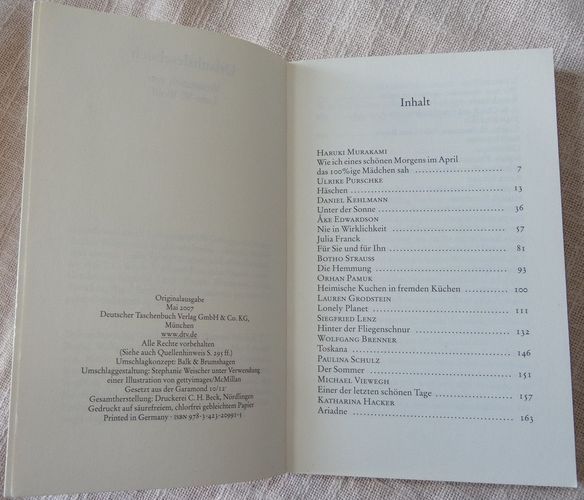 Originalausgabe
Mai 2007
Deutscher Taschenbuch Verlag GmbH & Co. KG,
München
www.dtv.de
Alle Rechte vorbehalten
(Siehe auch Quellenhinweis S. 295 ff.)
Umschlagkonzept: Balk & Brumshagen
Umschlaggestaltung: Stephanie Weischer unter Verwendung
einer Illustration von gettyimages/McMillan
Gesetzt aus der Garamond 10/12˙
Gesamtherstellung: Druckerei C. H. Beck, Nördlingen
Gedruckt auf säurefreiem, chlorfrei gebleichtem Papier
Printed in Germany · ISBN 978-3-423-20991-5
Inhalt
HARUKI MURAKAMI
Wie ich eines schönen Morgens im April
das 100%ige Mädchen sah 7
ULRIKE PURSCHKE
Häschen 13
DANIEL KEHLMANN
Unter der Sonne 36
ÅKE EDWARDSON
Nie in Wirklichkeit 57
Julia Franck
Für Sie und für Ihn 81
BOTHO STRAUSS
Die Hemmung 93
ORHAN PAMUK
Heimische Kuchen in fremden Küchen 100
LAUREN GRODSTEIN
Lonely Planet 111
SIEGFRIED LENZ
Hinter der Fliegenschnur 132
WOLFGANG BRENNER
Toskana 146
PAULINA SCHULZ
Der Sommer 151
MICHAEL VIEWEGH
Einer der letzten schönen Tage 157
KATHARINA HACKER
Ariadne 163